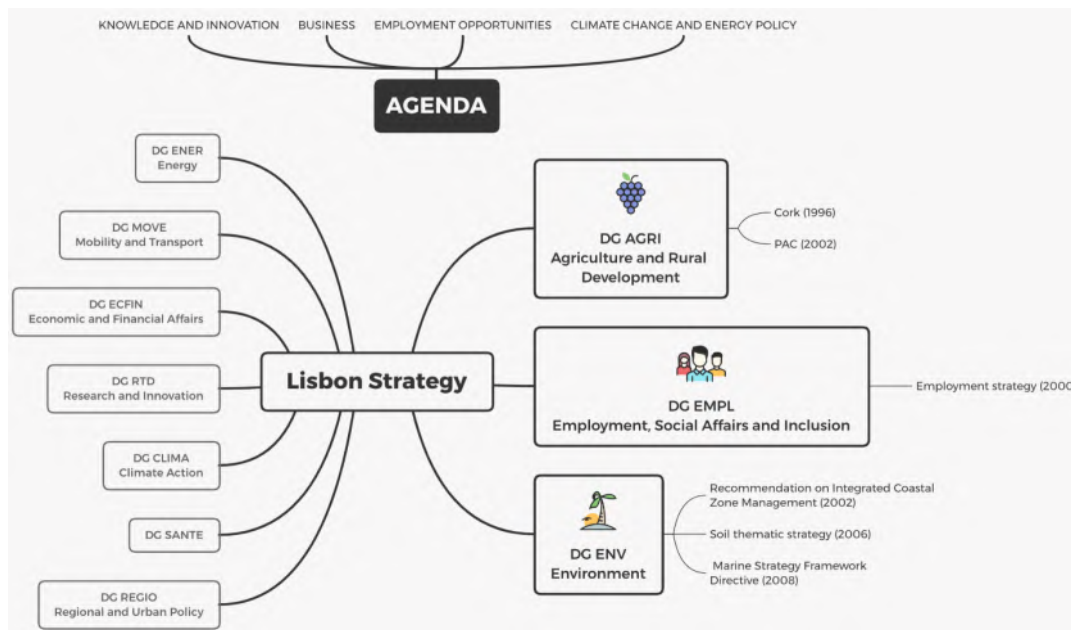 KNOWLEDGE AND INNOVATION
BUSINESS
EMPLOYMENT OPPORTUNITIES
CLIMATE CHANGE AND ENERGY POLICY
AGENDA
DG ENER
Energy
DG MOVE
Mobility and Transport
DG ECFIN
Economic and Financial Affairs
DG RTD
Research and Innovation
DG CLIMA
Climate Action
DG SANTE
DG REGIO
Regional and Urban Policy
Lisbon Strategy
DG AGRI
Agriculture and Rural
Development
Cork (1996)
PAC (2002)
DG EMPL
Employment, Social Affairs and Inclusion
Employment strategy (2000
DG ENV
Environment
Recommendation on Integrated Coastal
Zone Management (2002)
Soil thematic strategy (2006)
Marine Strategy Framework
Directive (2008)